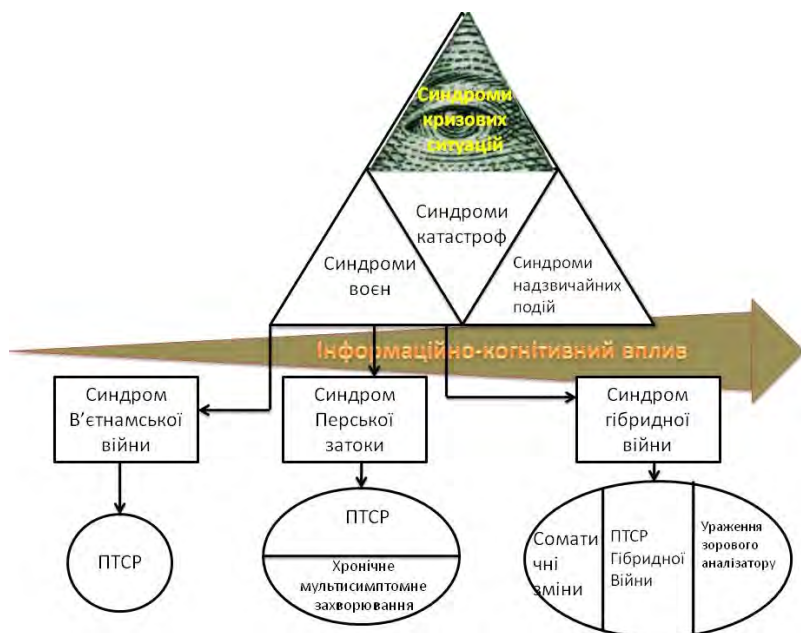 Синдроми
кризових
ситуацій
Синдроми
катастроф
Синдроми
воєн
Синдроми
надзвичайних
подій
Інформаційно-когнітивний вплив
Синдром
В'єтнамської
війни
Синдром
Перської
затоки
Синдром
гібридної
війни
ПТСР
ПТСР
Хронічне
мультисимптомне
захворювання
Сомати
чні
зміни
ПТСР
Гібридної
Війни
Ураження
зорового
аналізатору